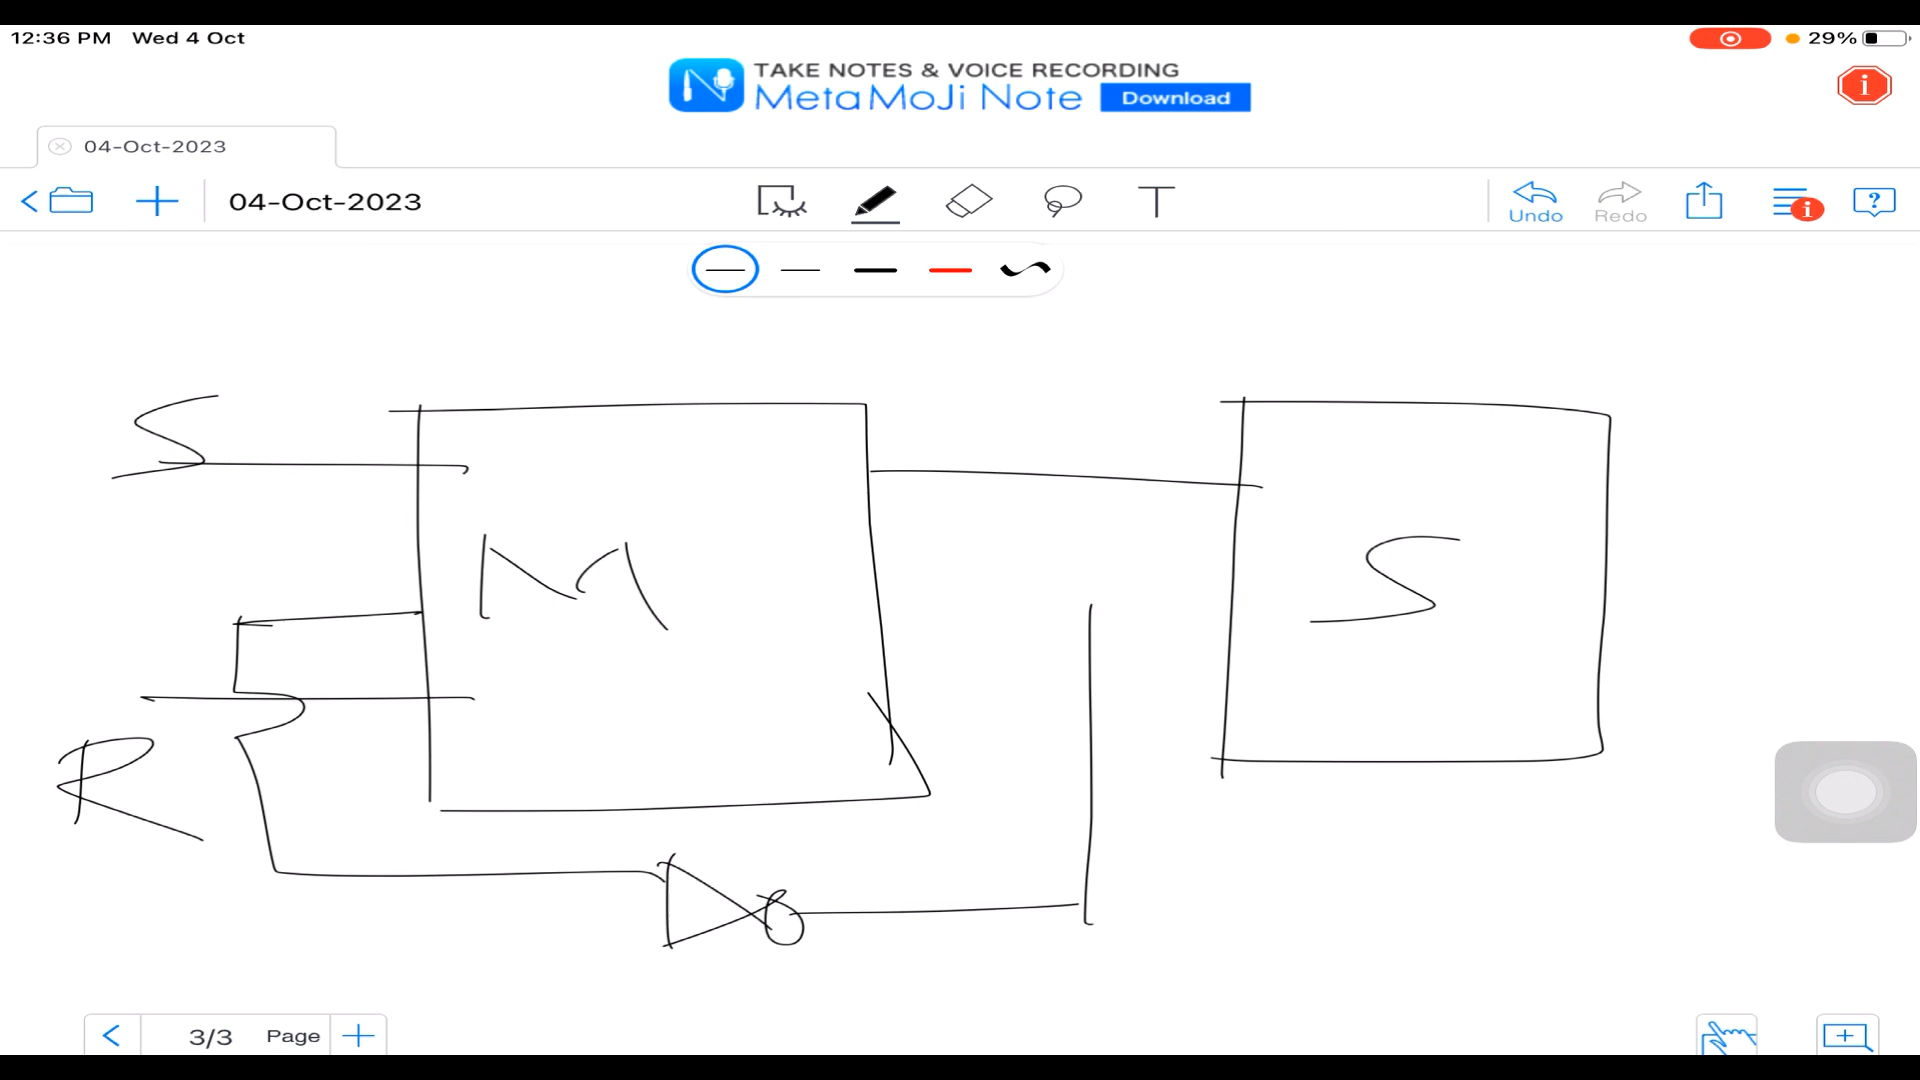 12:36 PM Wed 4 Oct
29%
TAKE NOTES & VOICE RECORDING
MetaMoJi Note Download
04-Oct-2023
04-Oct-2023
T
Undo Redo
S
M
S
R
3/3 Page